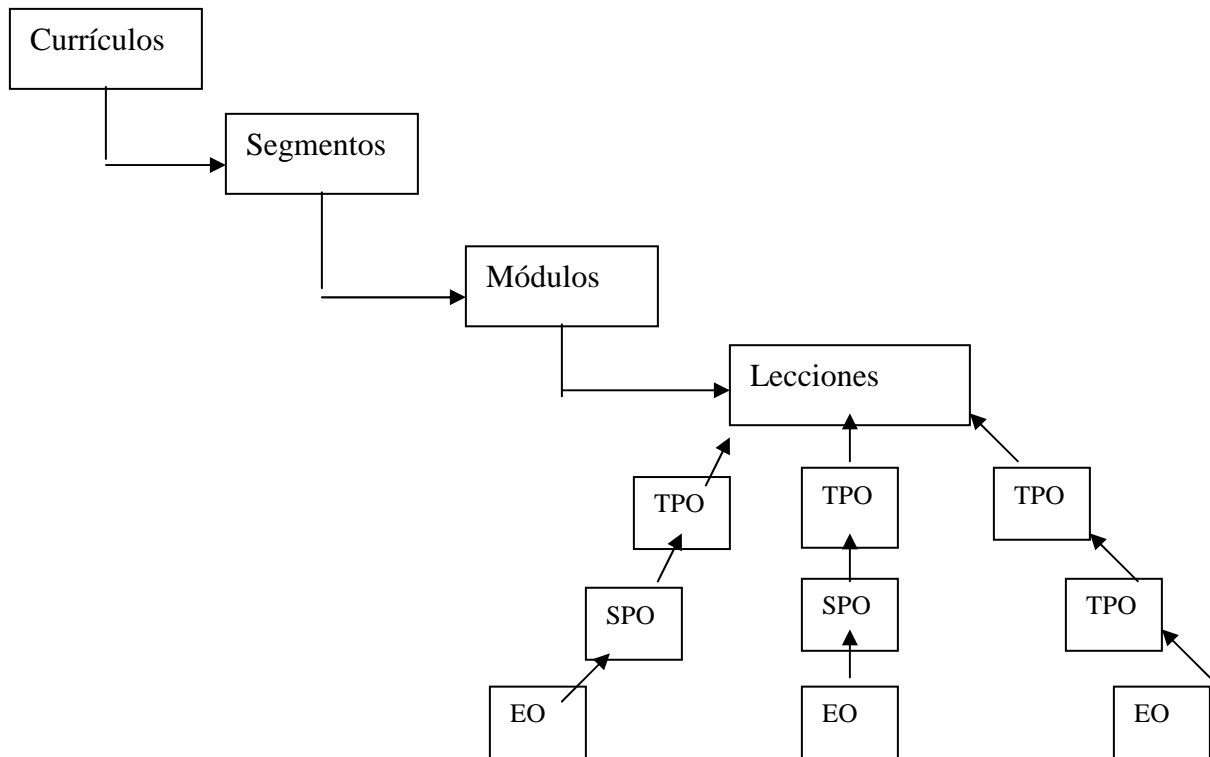 Currículos
Segmentos
Módulos
Lecciones
TPO
TPO
TPO
SPO
SPO
TPO
EO
EO
EO